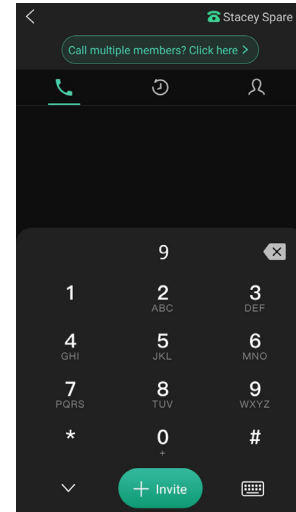 Stacey Spare
Call multiple members? Click here >
9
1 2 3
ABC DEF
4 5 6
GHI JKL MNO
7 8 9
PQRS TUV WXYZ
* 0 #
+
+ Invite